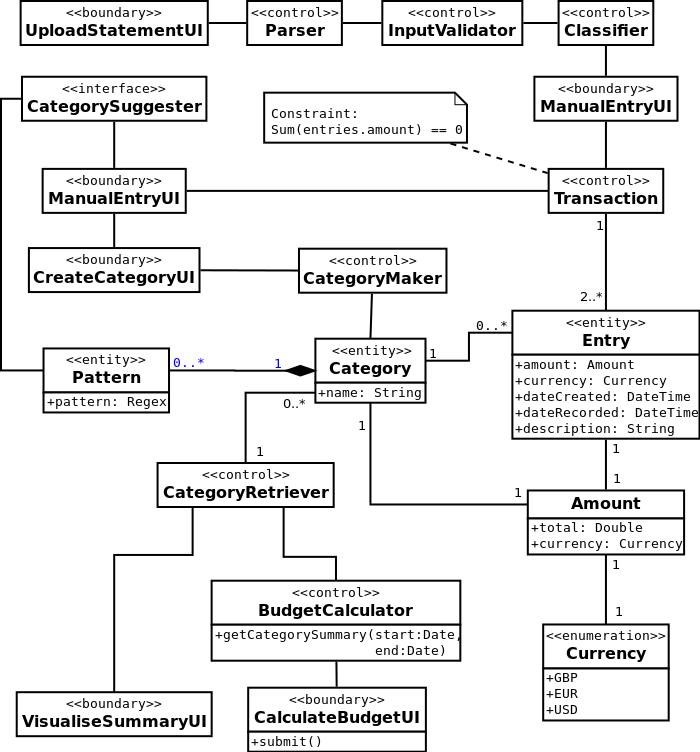 <<boundary>>
UploadStatementUI
<<control>>
Parser
<<control>>
InputValidator
<<control>>
Classifier
<<interface>>
CategorySuggester
Constraint:
Sum(entries.amount) == 0
<<boundary>>
ManualEntryUI
<<boundary>>
ManualEntryUI
<<control>>
Transaction
1
<<boundary>>
CreateCategoryUI
<<control>>
CategoryMaker
2..*
<<entity>>
Pattern
+pattern: Regex
0..*
1
<<entity>>
Category
+name: String
1
0..*
<<entity>>
Entry
+amount: Amount
+currency: Currency
+dateCreated: DateTime
+dateRecorded: DateTime
+description: String
0..*
1
1
1
1
1
<<control>>
CategoryRetriever
Amount
+total: Double
+currency: Currency
1
1
<<control>>
BudgetCalculator
+getCategorySummary(start:Date,
end:Date)
<<enumeration>>
Currency
+GBP
+EUR
+USD
<<boundary>>
VisualiseSummaryUI
<<boundary>>
CalculateBudgetUI
+submit()